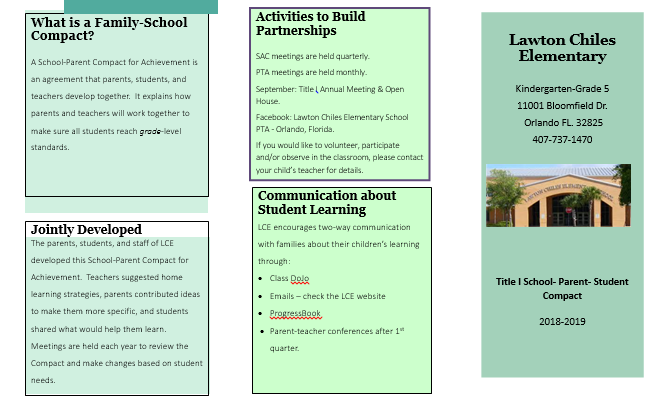 What is a Family-School
Compact?
A School-Parent Compact for Achievement is
an agreement that parents, students, and
teachers develop together.  It explains how
parents and teachers will work together to
make sure all students reach grade-level
standards.
Jointly Developed
The parents, students, and staff of LCE
developed this School-Parent Compact for
Achievement.  Teachers suggested home
learning strategies, parents contributed ideas
to make them more specific, and students
shared what would help them learn.
Meetings are held each year to review the
Compact and make changes based on student
needs.
Activities to Build
Partnerships
SAC meetings are held quarterly.
PTA meetings are held monthly.
September: Title I, Annual Meeting & Open
House.
Facebook: Lawton Chiles Elementary School
PTA - Orlando, Florida.
If you would like to volunteer, participate
and/or observe in the classroom, please contact
your child's teacher for details.
Communication about
Student Learning
LCE encourages two-way communication
with families about their children's learning
through:
• Class DoJo
• Emails – check the LCE website
• ProgressBook
• Parent-teacher conferences after 1st
quarter.
Lawton Chiles
Elementary
Kindergarten-Grade 5
11001 Bloomfield Dr.
Orlando FL. 32825
407-737-1470
LAWTON CHILES ELEMENTARY SCHOOL
Title I School- Parent- Student
Compact
2018-2019